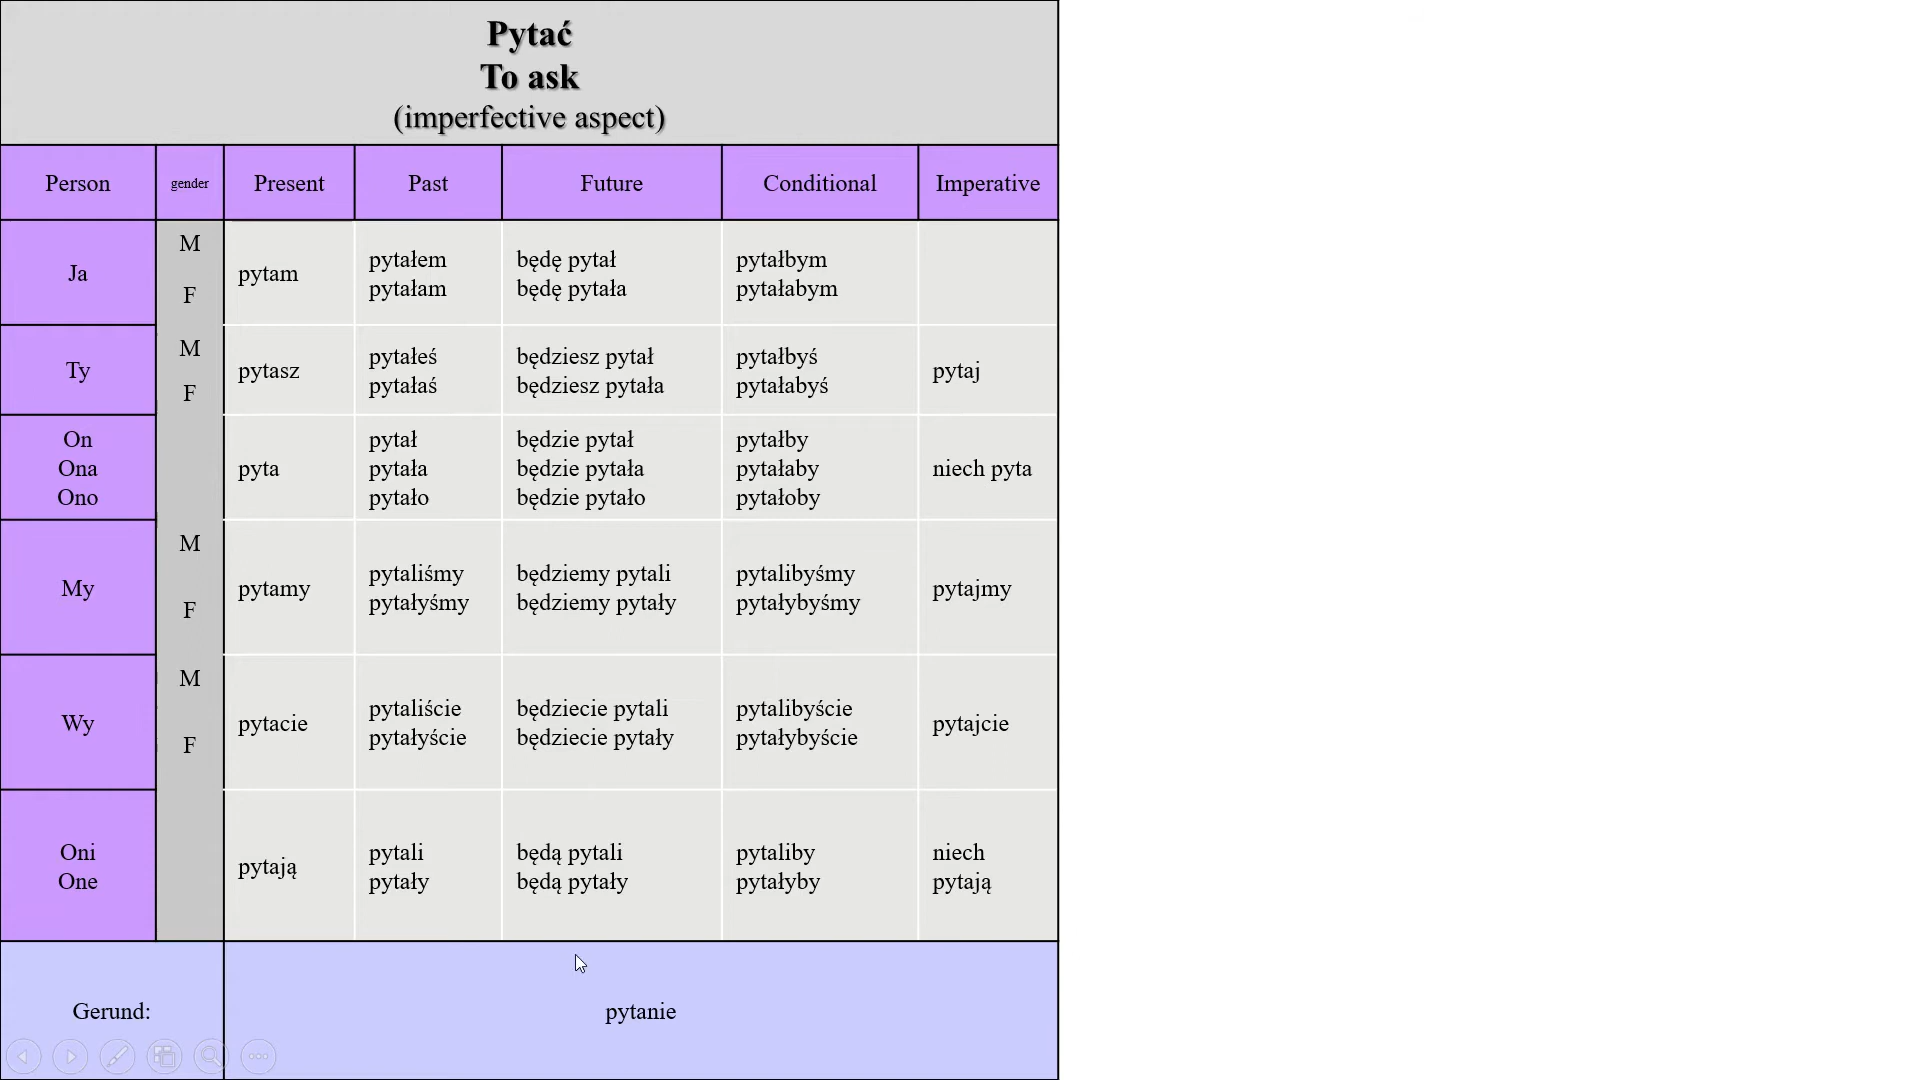 Pytać
To ask
(imperfective aspect)
Person gender Present Past Future Conditional Imperative
Ja
M
F
pytam
pytałem
pytałam
będę pytał
będę pytała
pytałbym
pytałabym
Ty
M
F
pytasz
pytałeś
pytałaś
będziesz pytał
będziesz pytała
pytałbyś
pytałabyś
pytaj
On
Ona
Ono
pyta
pytał
pytała
pytało
będzie pytał
będzie pytała
będzie pytało
pytałby
pytałaby
pytałoby
niech pyta
My
M
F
pytamy
pytaliśmy
pytałyśmy
będziemy pytali
będziemy pytały
pytalibyśmy
pytałybyśmy
pytajmy
Wy
M
F
pytacie
pytaliście
pytałyście
będziecie pytali
będziecie pytały
pytalibyście
pytałybyście
pytajcie
Oni
One
pytają
pytali
pytały
będą pytali
będą pytały
pytaliby
pytałyby
niech
pytają
Gerund:
pytanie